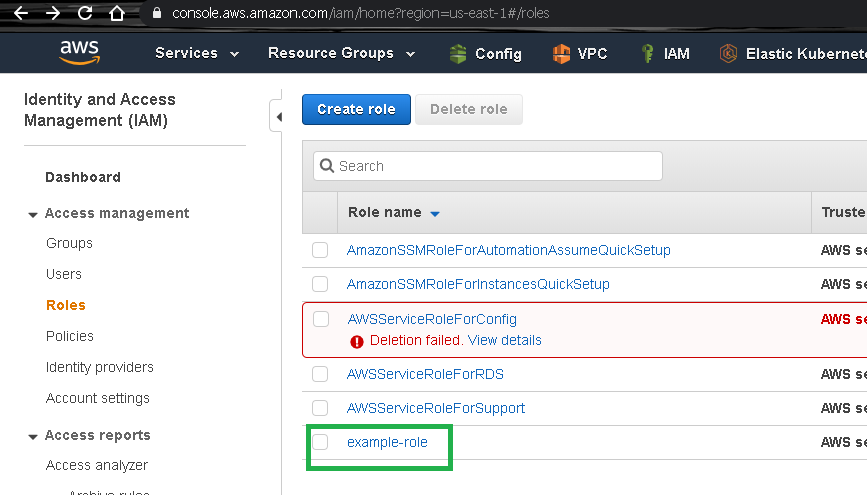 console.aws.amazon.com/iam/home?region=us-east-1#/roles
aws Services Resource Groups Config VPC IAM Elastic Kubernete
Identity and Access
Management (IAM)
Create role Delete role
Search
Dashboard
Access management
Groups
Users
Roles
Policies
Identity providers
Account settings
Access reports
Access analyzer
Archive rules
Role name Truste
AmazonSSMRoleForAutomationAssumeQuickSetup AWS se
AmazonSSMRoleForInstancesQuickSetup AWS se
AWSServiceRoleForConfig AWS se
Deletion failed. View details
AWSServiceRoleForRDS AWS se
AWSServiceRoleForSupport AWS se
example-role AWS se